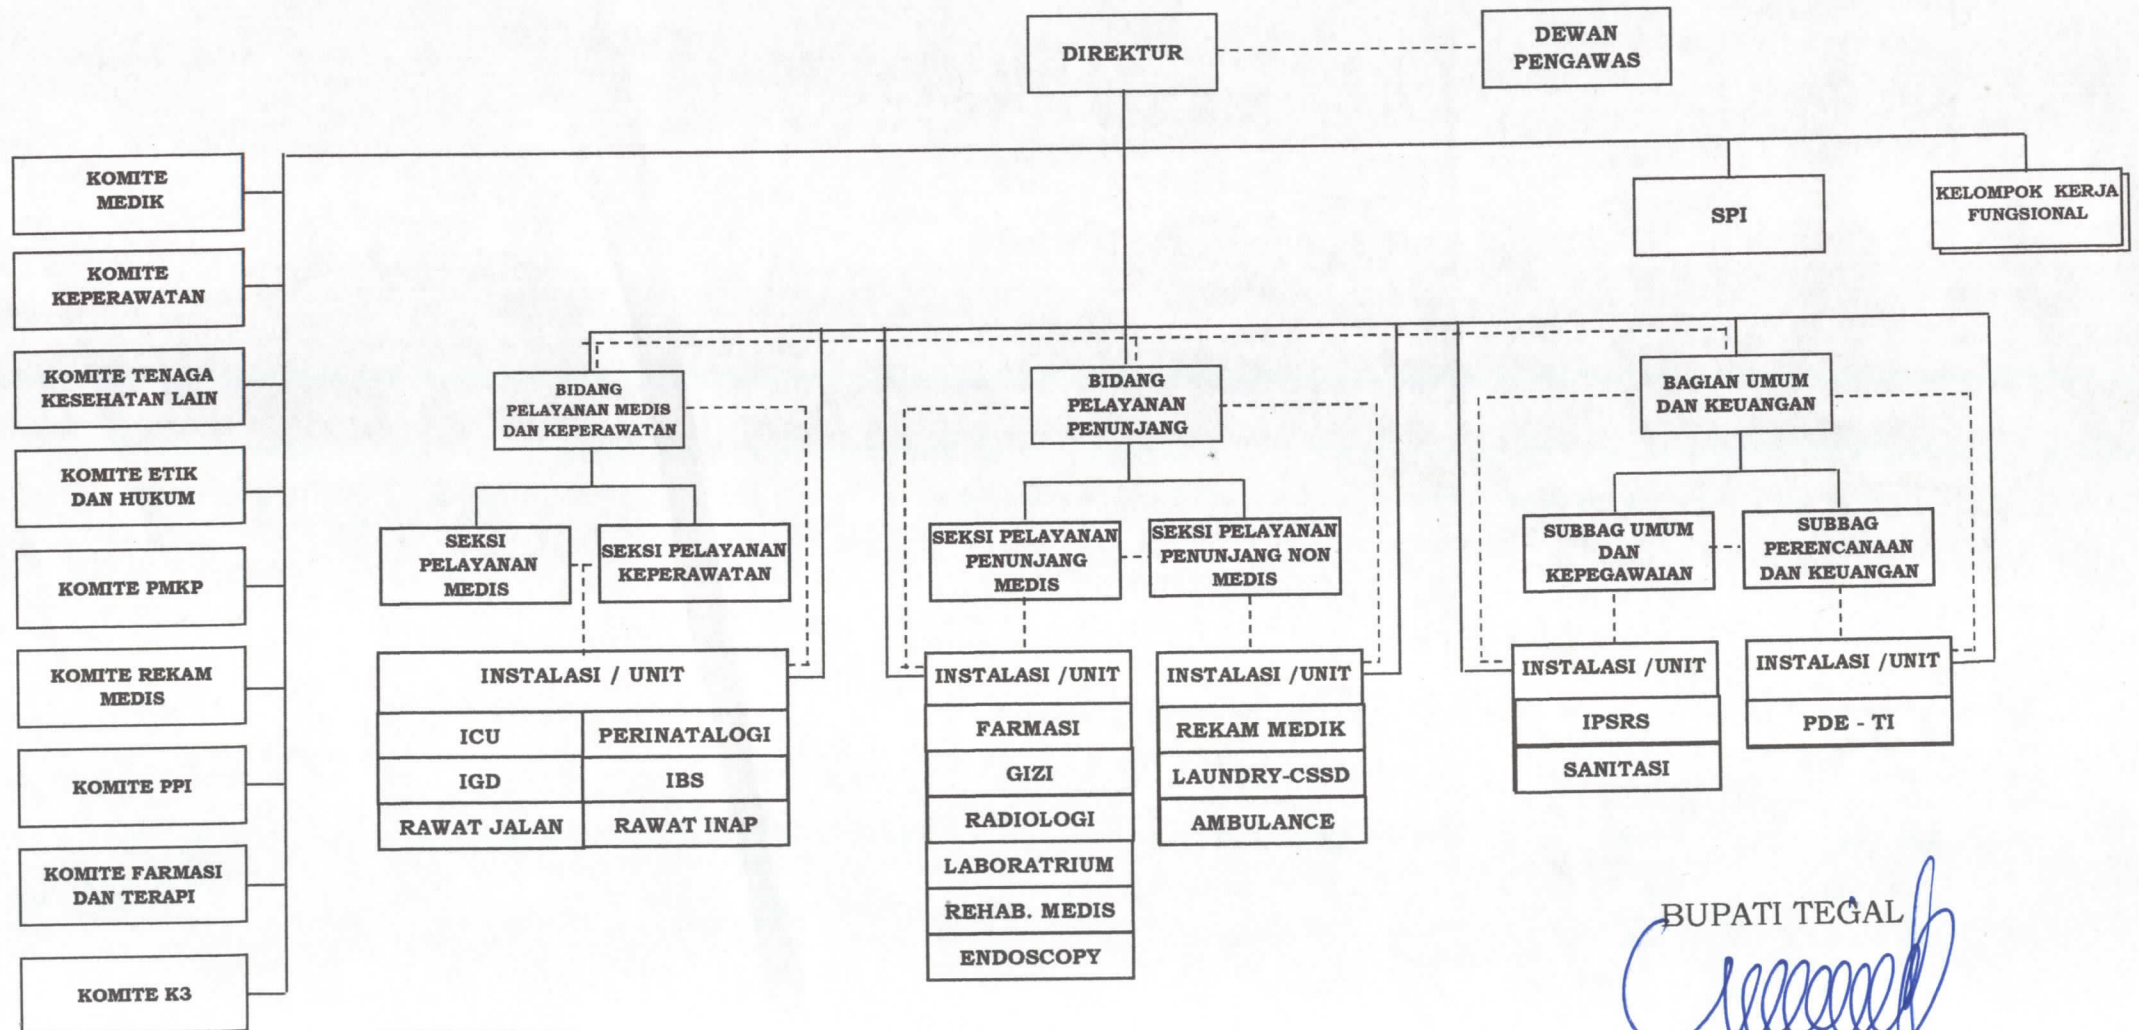 DIREKTUR
DEWAN
PENGAWAS
KOMITE
MEDIK
KOMITE
KEPERAWATAN
KOMITE TENAGA
KESEHATAN LAIN
KOMITE ETIK
DAN HUKUM
KOMITE PMKP
KOMITE REKAM
MEDIS
KOMITE PPI
KOMITE FARMASI
DAN TERAPI
KOMITE K3
SPI
KELOMPOK KERJA
FUNGSIONAL
BIDANG
PELAYANAN MEDIS
DAN KEPERAWATAN
SEKSI
PELAYANAN
MEDIS
SEKSI PELAYANAN
KEPERAWATAN
INSTALASI / UNIT
ICU
PERINATALOGI
IGD
IBS
RAWAT JALAN
RAWAT INAP
BIDANG
PELAYANAN
PENUNJANG
SEKSI PELAYANAN
PENUNJANG
MEDIS
SEKSI PELAYANAN
PENUNJANG NON
MEDIS
INSTALASI /UNIT
FARMASI
GIZI
RADIOLOGI
LABORATRIUM
REHAB. MEDIS
ENDOSCOPY
INSTALASI /UNIT
REKAM MEDIK
LAUNDRY-CSSD
AMBULANCE
BAGIAN UMUM
DAN KEUANGAN
SUBBAG UMUM
DAN
KEPEGAWAIAN
SUBBAG
PERENCANAAN
DAN KEUANGAN
INSTALASI /UNIT
IPSRS
SANITASI
INSTALASI /UNIT
PDE - TI
BUPATI TEGAL